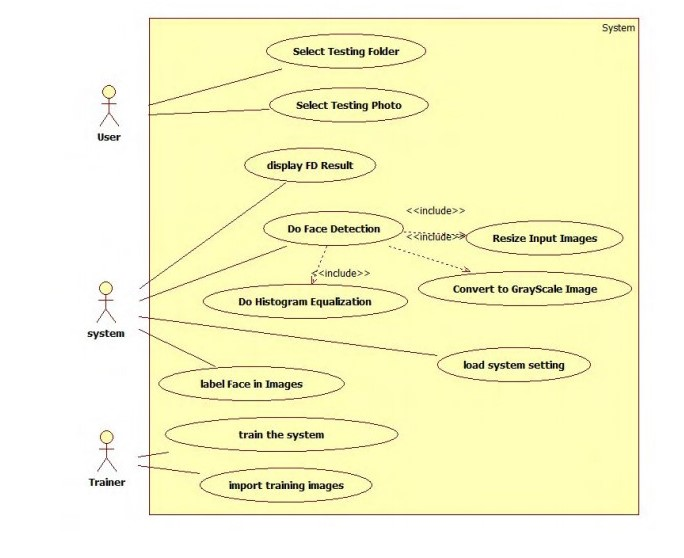 System
Select Testing Folder
Select Testing Photo
User
display FD Result
<<include>>
Do Face Detection
<<include>>
Resize Input Images
<<include>>
Convert to GrayScale Image
Do Histogram Equalization
system
load system setting
label Face in Images
train the system
Trainer
import training images